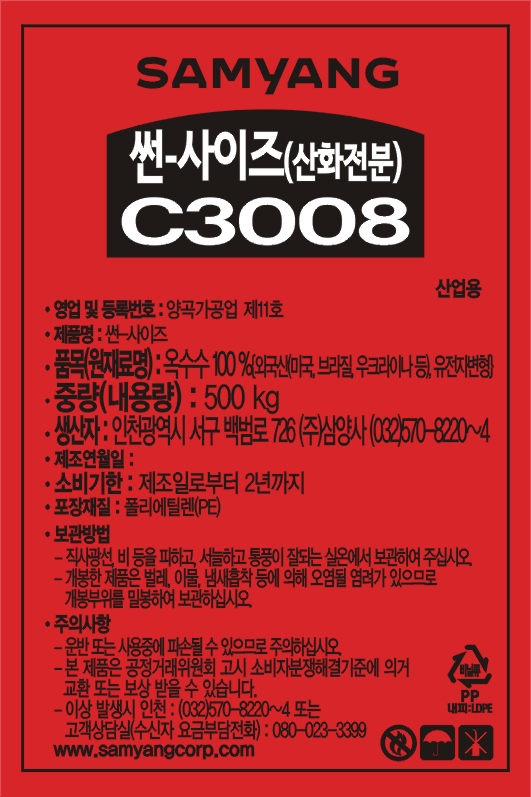 SAMYANG
썬-사이즈(산화전분)
C3008
산업용
• 영업 및 등록번호 : 양곡가공업 제11호
• 제품명 : 썬-사이즈
• 품목(원재료명) : 옥수수 100 %{외국산(미국, 브라질, 우크라이나 등), 유전자변형}
• 중량(내용량) : 500 kg
• 생산자 : 인천광역시 서구 백범로 726 (주)삼양사 (032)570-8220~4
• 제조연월일 :
• 소비기한 : 제조일로부터 2년까지
• 포장재질 : 폴리에틸렌(PE)
• 보관방법
- 직사광선, 비 등을 피하고, 서늘하고 통풍이 잘되는 실온에서 보관하여 주십시오.
- 개봉한 제품은 벌레, 이물, 냄새흡착 등에 의해 오염될 염려가 있으므로
개봉부위를 밀봉하여 보관하십시오.
• 주의사항
- 운반 또는 사용중에 파손될 수 있으므로 주의하십시오.
- 본 제품은 공정거래위원회 고시 소비자분쟁해결기준에 의거
교환 또는 보상 받을 수 있습니다.
- 이상 발생시 인천 : (032)570-8220~4 또는
고객상담실(수신자 요금부담전화) : 080-023-3399
www.samyangcorp.com
비닐류
PP
내피:LDPE